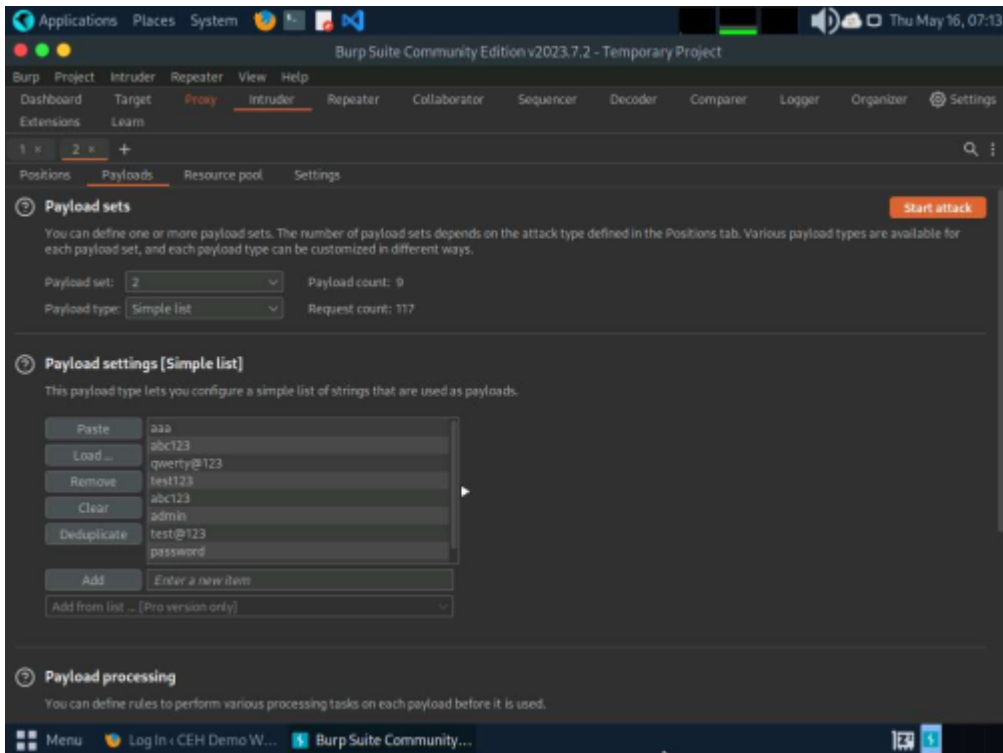 Applications Places System Thu May 16, 07:13
Burp Suite Community Edition v2023.7.2 - Temporary Project
Burp Project Intruder Repeater View Help
Dashboard Target Proxy Intruder Repeater Collaborator Sequencer Decoder Comparer Logger Organizer Settings
Extensions Learn
1 × 2 × +
Positions Payloads Resource pool Settings
Payload sets Start attack
You can define one or more payload sets. The number of payload sets depends on the attack type defined in the Positions tab. Various payload types are available for
each payload set, and each payload type can be customized in different ways.
Payload set: 2 Payload count: 9
Payload type: Simple list Request count: 117
Payload settings [Simple list]
This payload type lets you configure a simple list of strings that are used as payloads.
Paste aaa
abc123
Load ... qwerty@123
Remove test123
abc123
Clear admin
Deduplicate test@123
password
Add Enter a new item
Add from list ... [Pro version only]
Payload processing
You can define rules to perform various processing tasks on each payload before it is used.
Menu Log In ‹ CEH Demo W... Burp Suite Community...